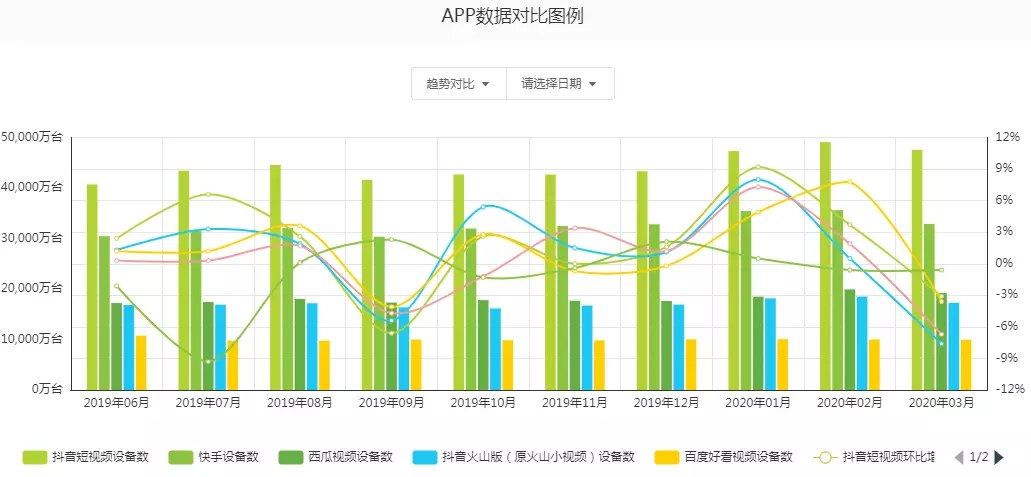 APP数据对比图例
趋势对比 请选择日期
50,000万台 12%
40,000万台 9%
30,000万台 6%
20,000万台 3%
10,000万台 0%
0万台 -3%
-6%
-9%
-12%
2019年06月 2019年07月 2019年08月 2019年09月 2019年10月 2019年11月 2019年12月 2020年01月 2020年02月 2020年03月
抖音短视频设备数 快手设备数 西瓜视频设备数 抖音火山版（原火山小视频）设备数 百度好看视频设备数 抖音短视频环比 1/2